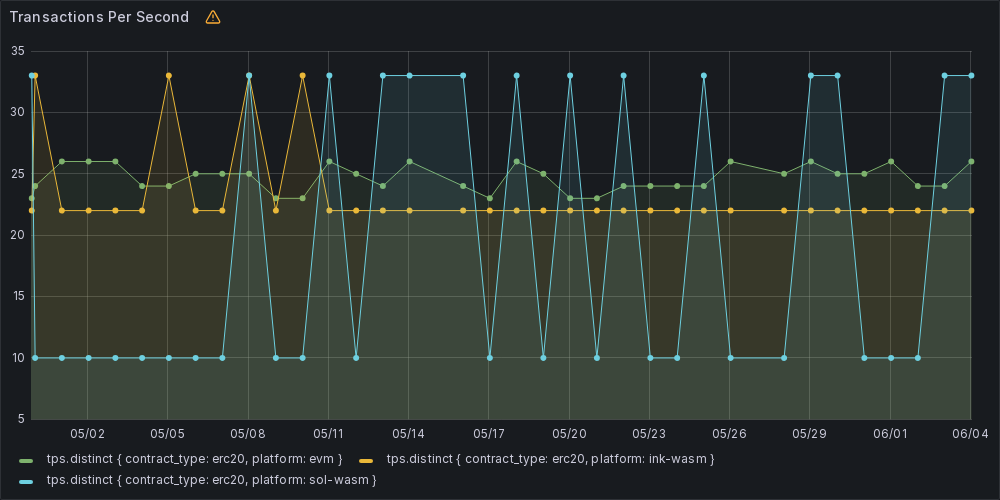 Transactions Per Second
35
30
25
20
15
10
5
05/02 05/05 05/08 05/11 05/14 05/17 05/20 05/23 05/26 05/29 06/01 06/04
tps.distinct { contract_type: erc20, platform: evm } tps.distinct { contract_type: erc20, platform: ink-wasm }
tps.distinct { contract_type: erc20, platform: sol-wasm }